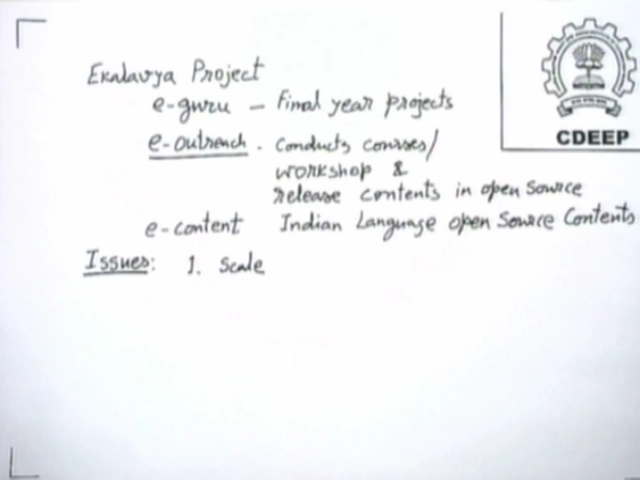 Ekalavya Project
e-guru – Final year projects
e-outreach - Conducts courses/
workshop &
release contents in open source
e-content Indian Language open source contents
Issues: 1. Scale
CDEEP